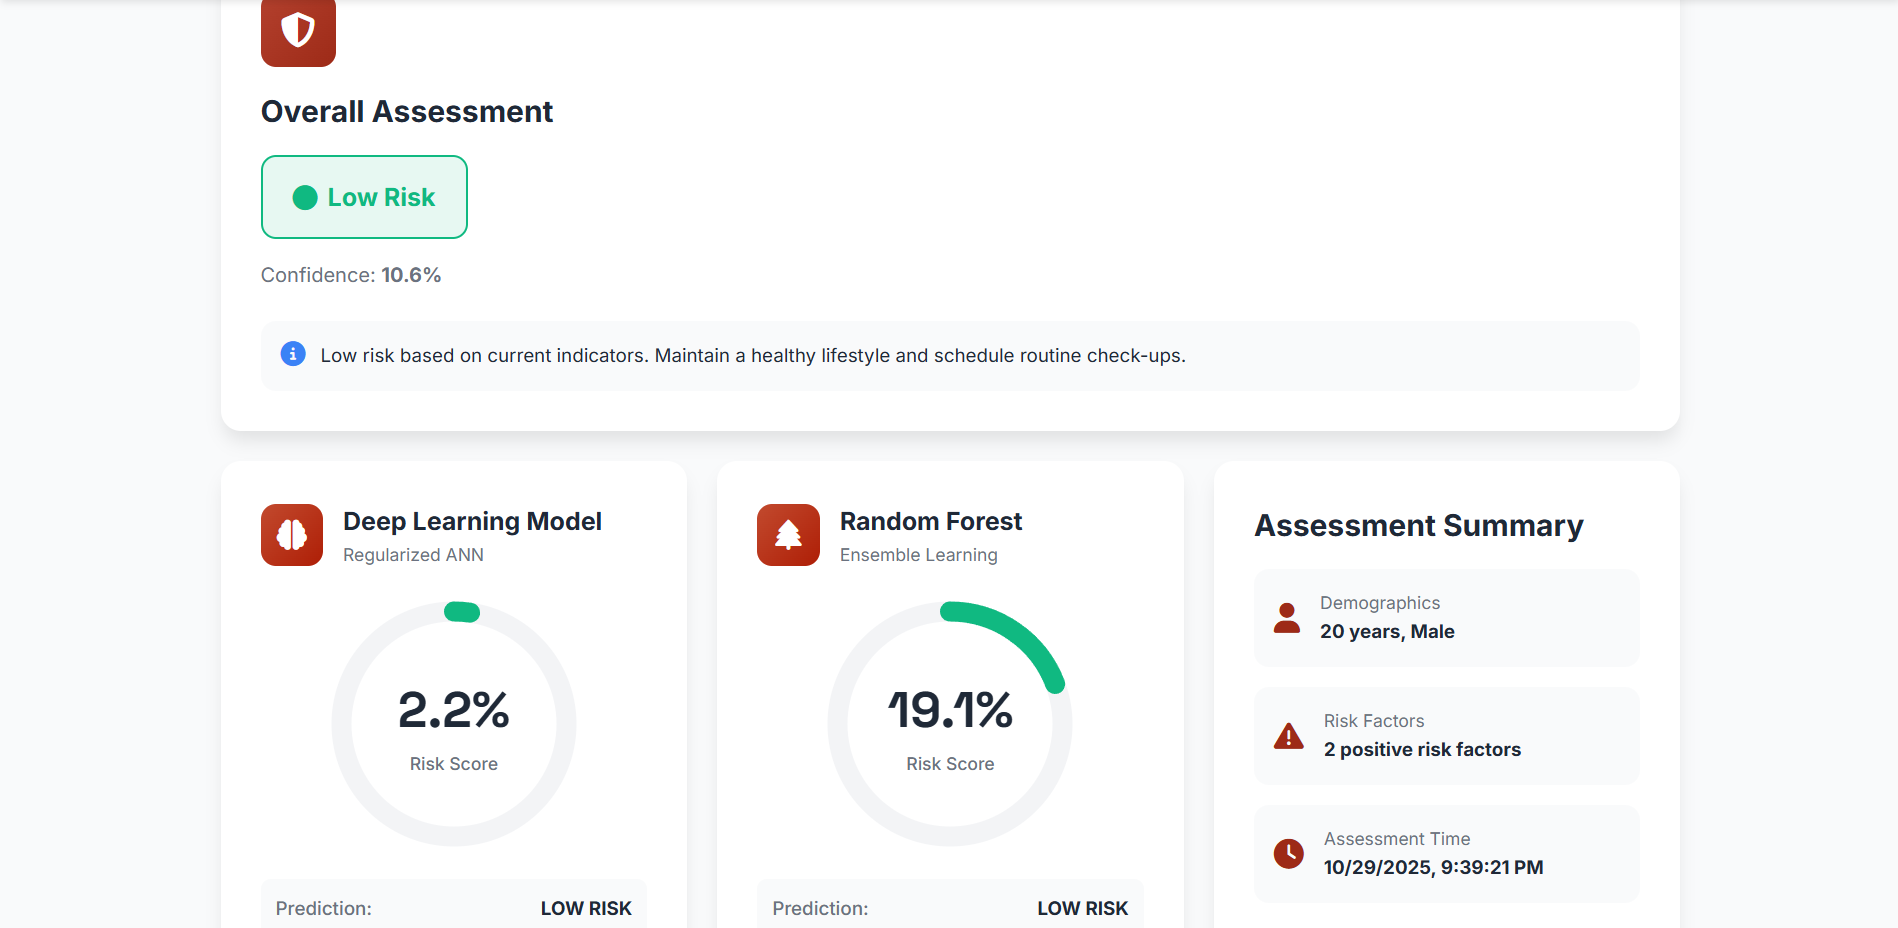 Overall Assessment
Low Risk
Confidence: 10.6%
Low risk based on current indicators. Maintain a healthy lifestyle and schedule routine check-ups.
Deep Learning Model
Regularized ANN
2.2%
Risk Score
Prediction: LOW RISK
Random Forest
Ensemble Learning
19.1%
Risk Score
Prediction: LOW RISK
Assessment Summary
Demographics
20 years, Male
Risk Factors
2 positive risk factors
Assessment Time
10/29/2025, 9:39:21 PM